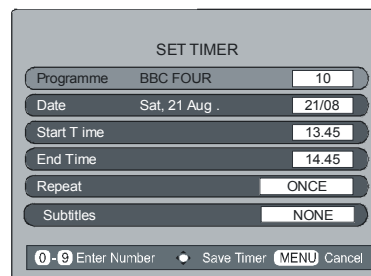 SET TIMER
Programme BBC FOUR 10
Date Sat, 21 Aug . 21/08
Start T ime 13.45
End Time 14.45
Repeat ONCE
Subtitles NONE
0 - 9 Enter Number Save Timer MENU Cancel